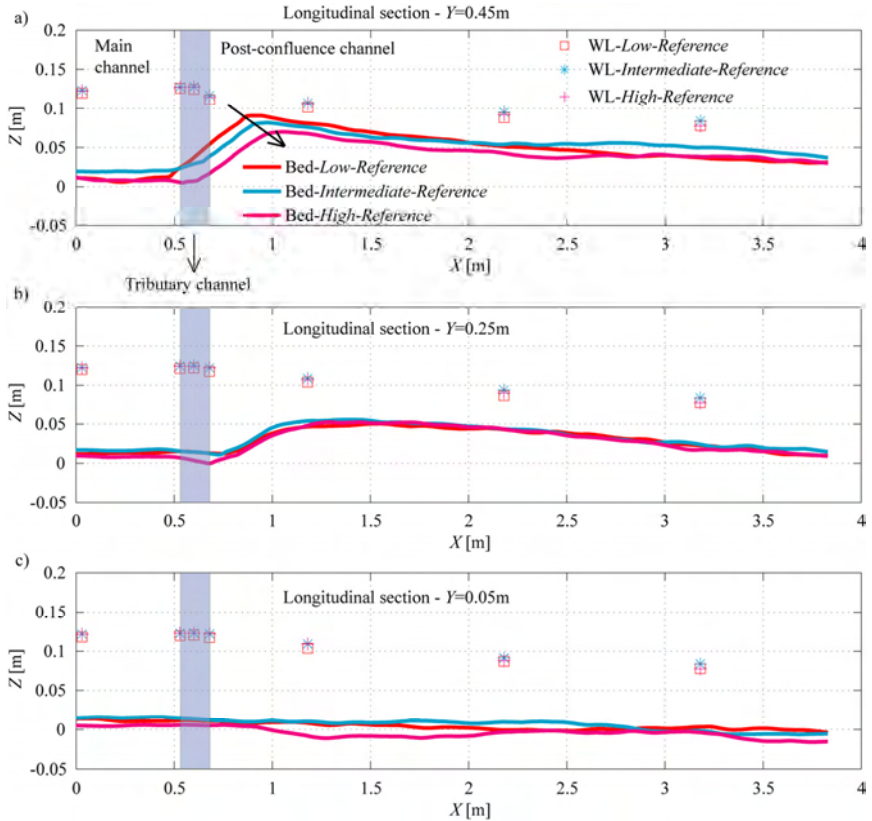 a)
Longitudinal section - Y=0.45m
0.2
0.15
0.1
0.05
0
-0.05
Z [m]
Main
channel
Post-confluence channel
WL-Low-Reference
WL-Intermediate-Reference
WL-High-Reference
Bed-Low-Reference
Bed-Intermediate-Reference
Bed-High-Reference
0 0.5 1 1.5 2 2.5 3 3.5 4
X [m]
Tributary channel
b)
Longitudinal section - Y=0.25m
0.2
0.15
0.1
0.05
0
-0.05
Z [m]
0 0.5 1 1.5 2 2.5 3 3.5 4
X [m]
c)
Longitudinal section - Y=0.05m
0.2
0.15
0.1
0.05
0
-0.05
Z [m]
0 0.5 1 1.5 2 2.5 3 3.5 4
X [m]